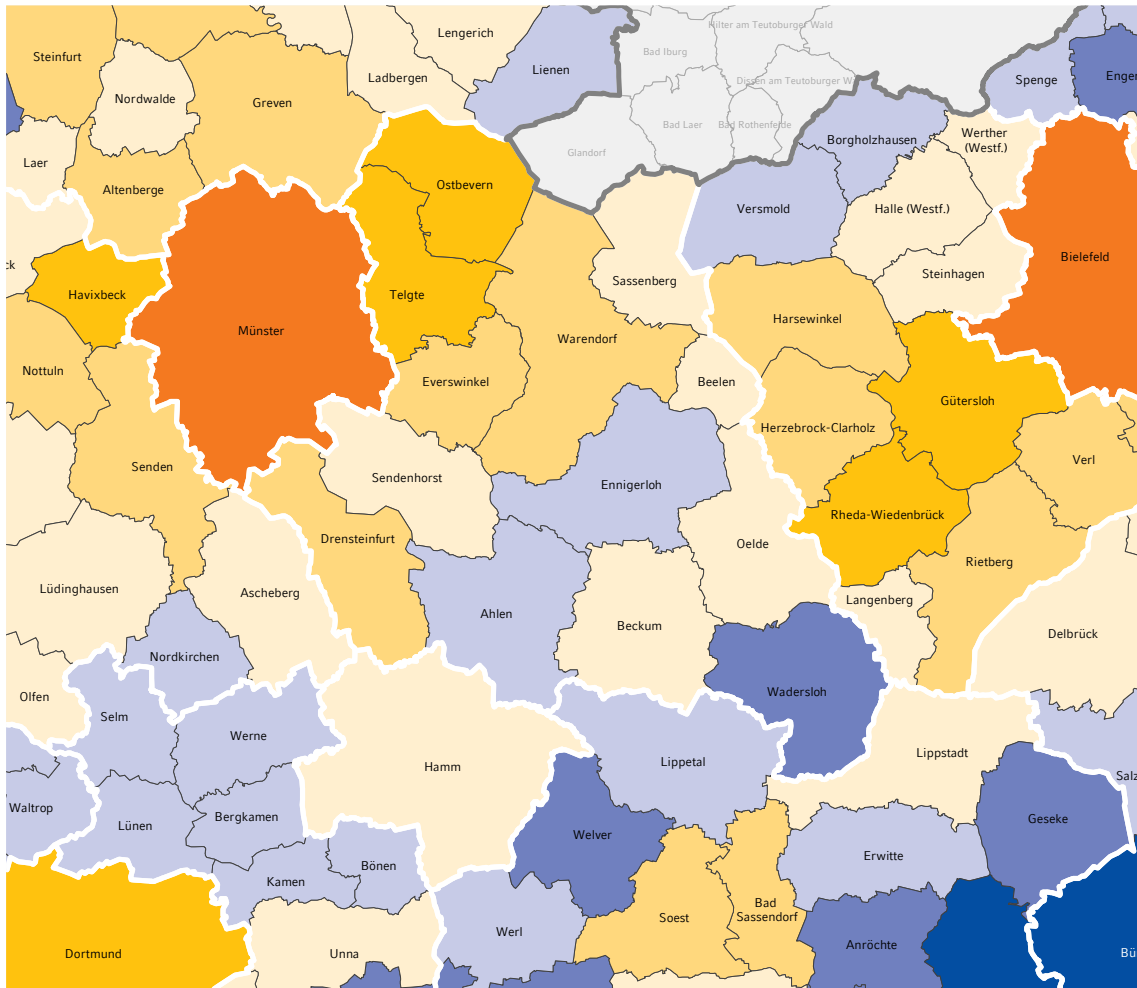 Lengerich
Hilter am Teutoburger Wald
Steinfurt
Bad Iburg
Lienen
Ladbergen
Spenge
Enger
Dissen am Teutoburger W
Nordwalde
Greven
Bad Laer
Bad Rothenfelde
Borgholzhausen
Werther
(Westf.)
Laer
Glandorf
Altenberge
Ostbevern
Versmold
Halle (Westf.)
Bielefeld
ck
Steinhagen
Sassenberg
Havixbeck
Telgte
Harsewinkel
Münster
Warendorf
Nottuln
Everswinkel
Beelen
Gütersloh
Herzebrock-Clarholz
Senden
Verl
Sendenhorst
Ennigerloh
Rheda-Wiedenbrück
Drensteinfurt
Oelde
Rietberg
Lüdinghausen
Ascheberg
Langenberg
Ahlen
Beckum
Delbrück
Nordkirchen
Wadersloh
Olfen
Selm
Werne
Lippstadt
Lippetal
Hamm
Salz
Waltrop
Bergkamen
Lünen
Geseke
Welver
Erwitte
Bönen
Kamen
Bad
Sassendorf
Soest
Werl
Anröchte
Dortmund
Unna
Bü